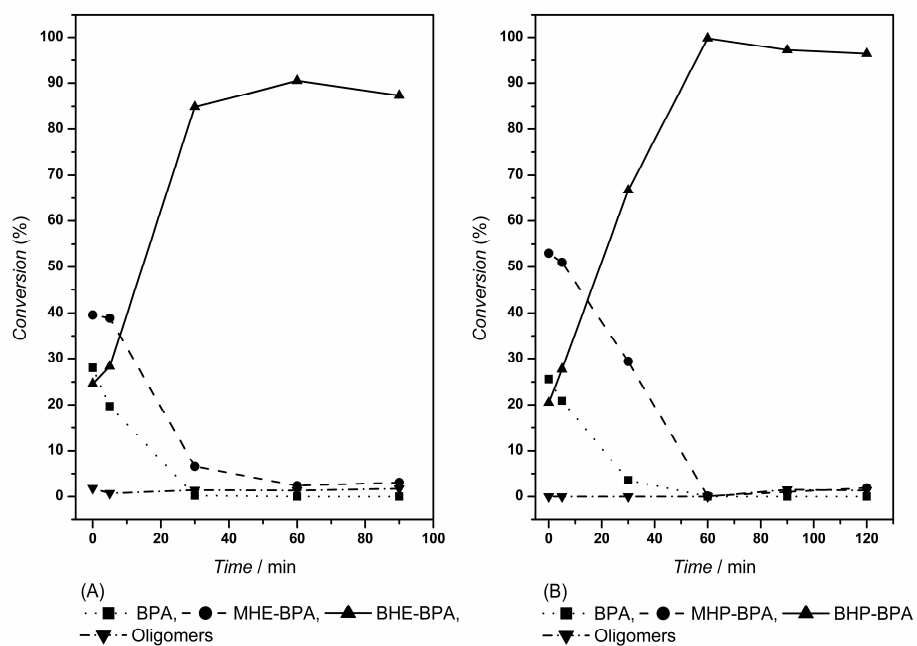 100
90
80
70
60
50
40
30
20
10
0
Conversion (%)
0 20 40 60 80 100
Time / min
(A)
BPA, MHE-BPA, BHE-BPA,
Oligomers
100
90
80
70
60
50
40
30
20
10
0
Conversion (%)
0 20 40 60 80 100 120
Time / min
(B)
BPA, MHP-BPA, BHP-BPA
Oligomers